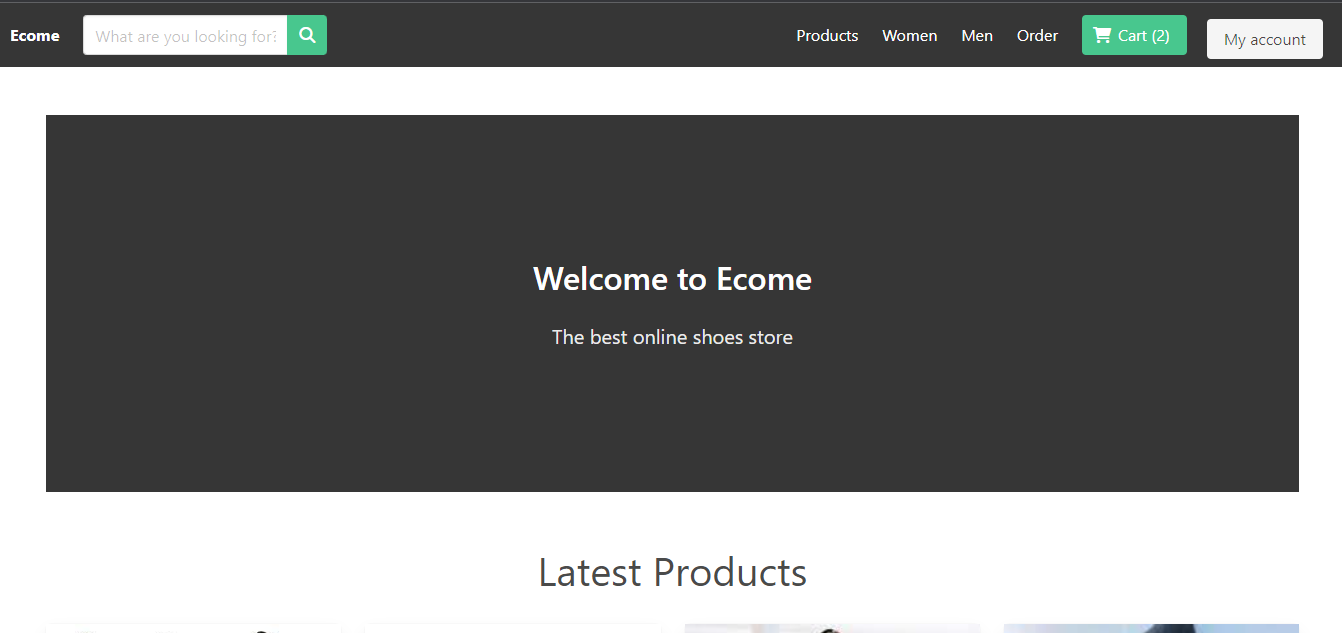 Ecome
What are you looking for?
Products
Women
Men
Order
Cart (2)
My account
Welcome to Ecome
The best online shoes store
Latest Products